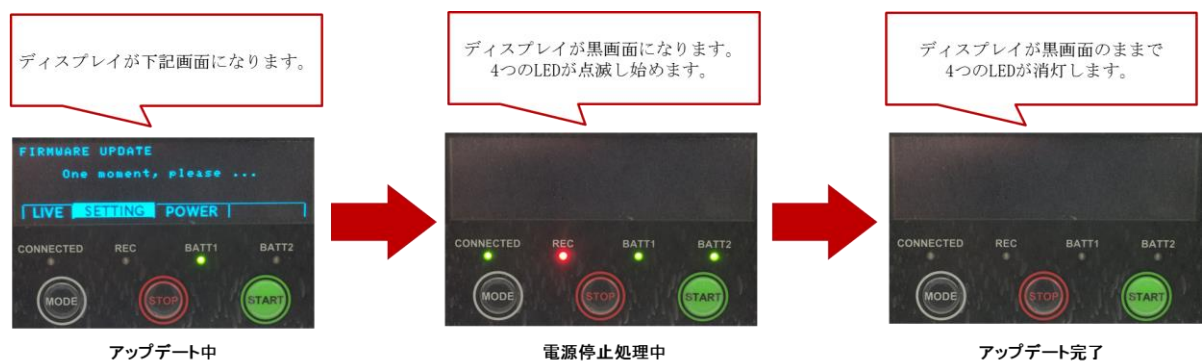 ディスプレイが下記画面になります。
ディスプレイが黒画面になります。
4つのLEDが点滅し始めます。
ディスプレイが黒画面のままで
4つのLEDが消灯します。
FIRMWARE UPDATE
One moment, please ...
LIVE SETTING POWER
CONNECTED REC BATT1 BATT2
MODE STOP START
CONNECTED REC BATT1 BATT2
MODE STOP START
CONNECTED REC BATT1 BATT2
MODE STOP START
アップデート中
電源停止処理中
アップデート完了